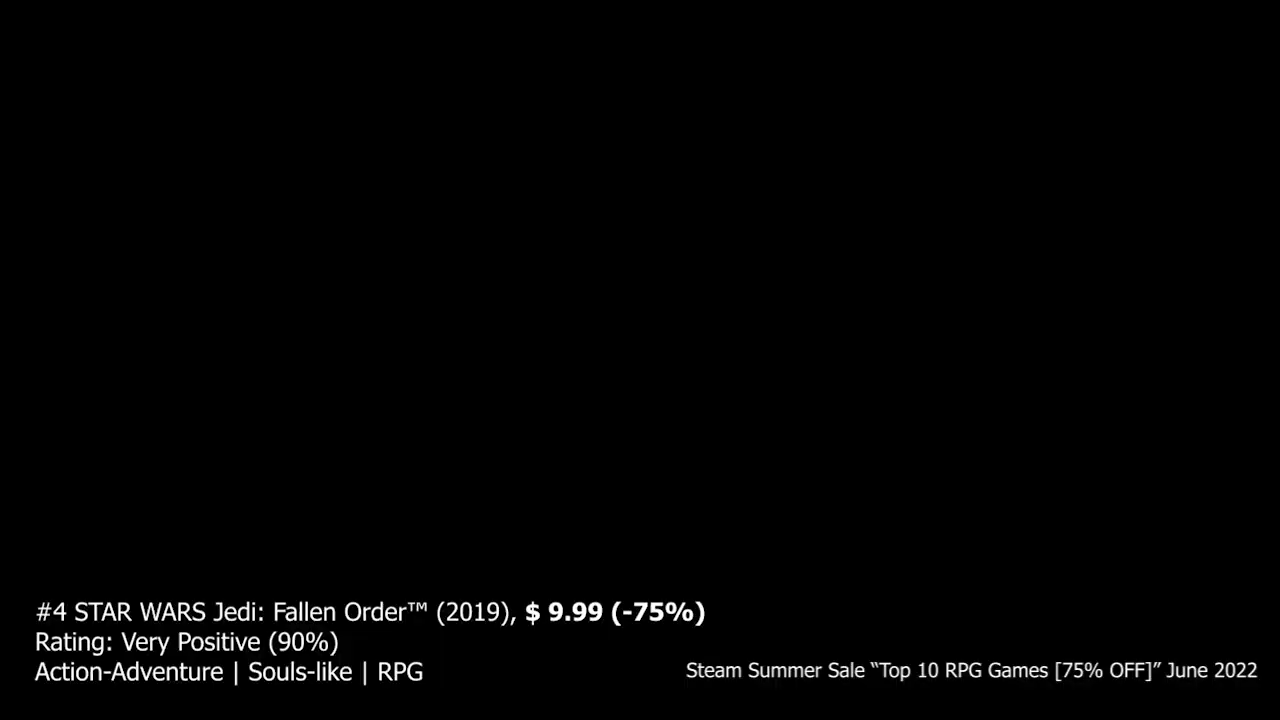 #4 STAR WARS Jedi: Fallen Order™ (2019), $ 9.99 (-75%)
Rating: Very Positive (90%)
Action-Adventure | Souls-like | RPG
Steam Summer Sale “Top 10 RPG Games [75% OFF]” June 2022